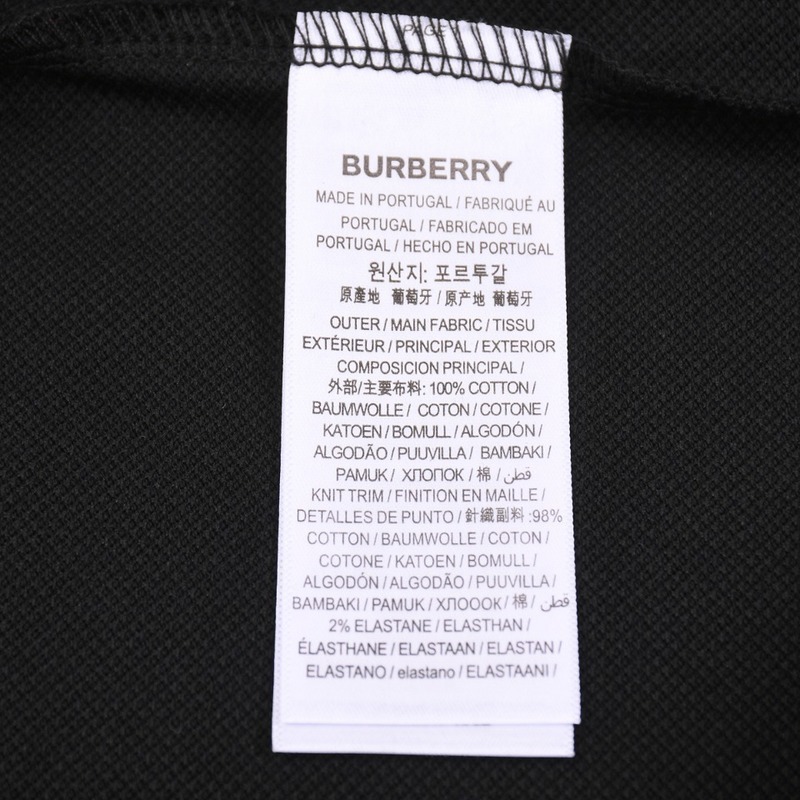 PAGE
BURBERRY
MADE IN PORTUGAL / FABRIQUÉ AU
PORTUGAL / FABRICADO EM
PORTUGAL / HECHO EN PORTUGAL
원산지: 포르투갈
原產地 葡萄牙 / 原产地 葡萄牙
OUTER / MAIN FABRIC / TISSU
EXTÉRIEUR / PRINCIPAL / EXTERIOR
COMPOSICION PRINCIPAL /
外部/主要布料: 100% COTTON /
BAUMWOLLE / COTON / COTONE /
KATOEN / BOMULL / ALGODÓN /
ALGODÃO / PUUVILLA / BAMBAKI /
PAMUK / ХЛОПОК / 棉 / قطن
KNIT TRIM / FINITION EN MAILLE /
DETALLES DE PUNTO / 針織副料 :98%
COTTON / BAUMWOLLE / COTON /
COTONE / KATOEN / BOMULL /
ALGODÓN / ALGODÃO / PUUVILLA /
BAMBAKI / PAMUK / ХЛОООК / 棉 / قطن
2% ELASTANE / ELASTHAN /
ÉLASTHANE / ELASTAAN / ELASTAN /
ELASTANO / elastano / ELASTAANI /